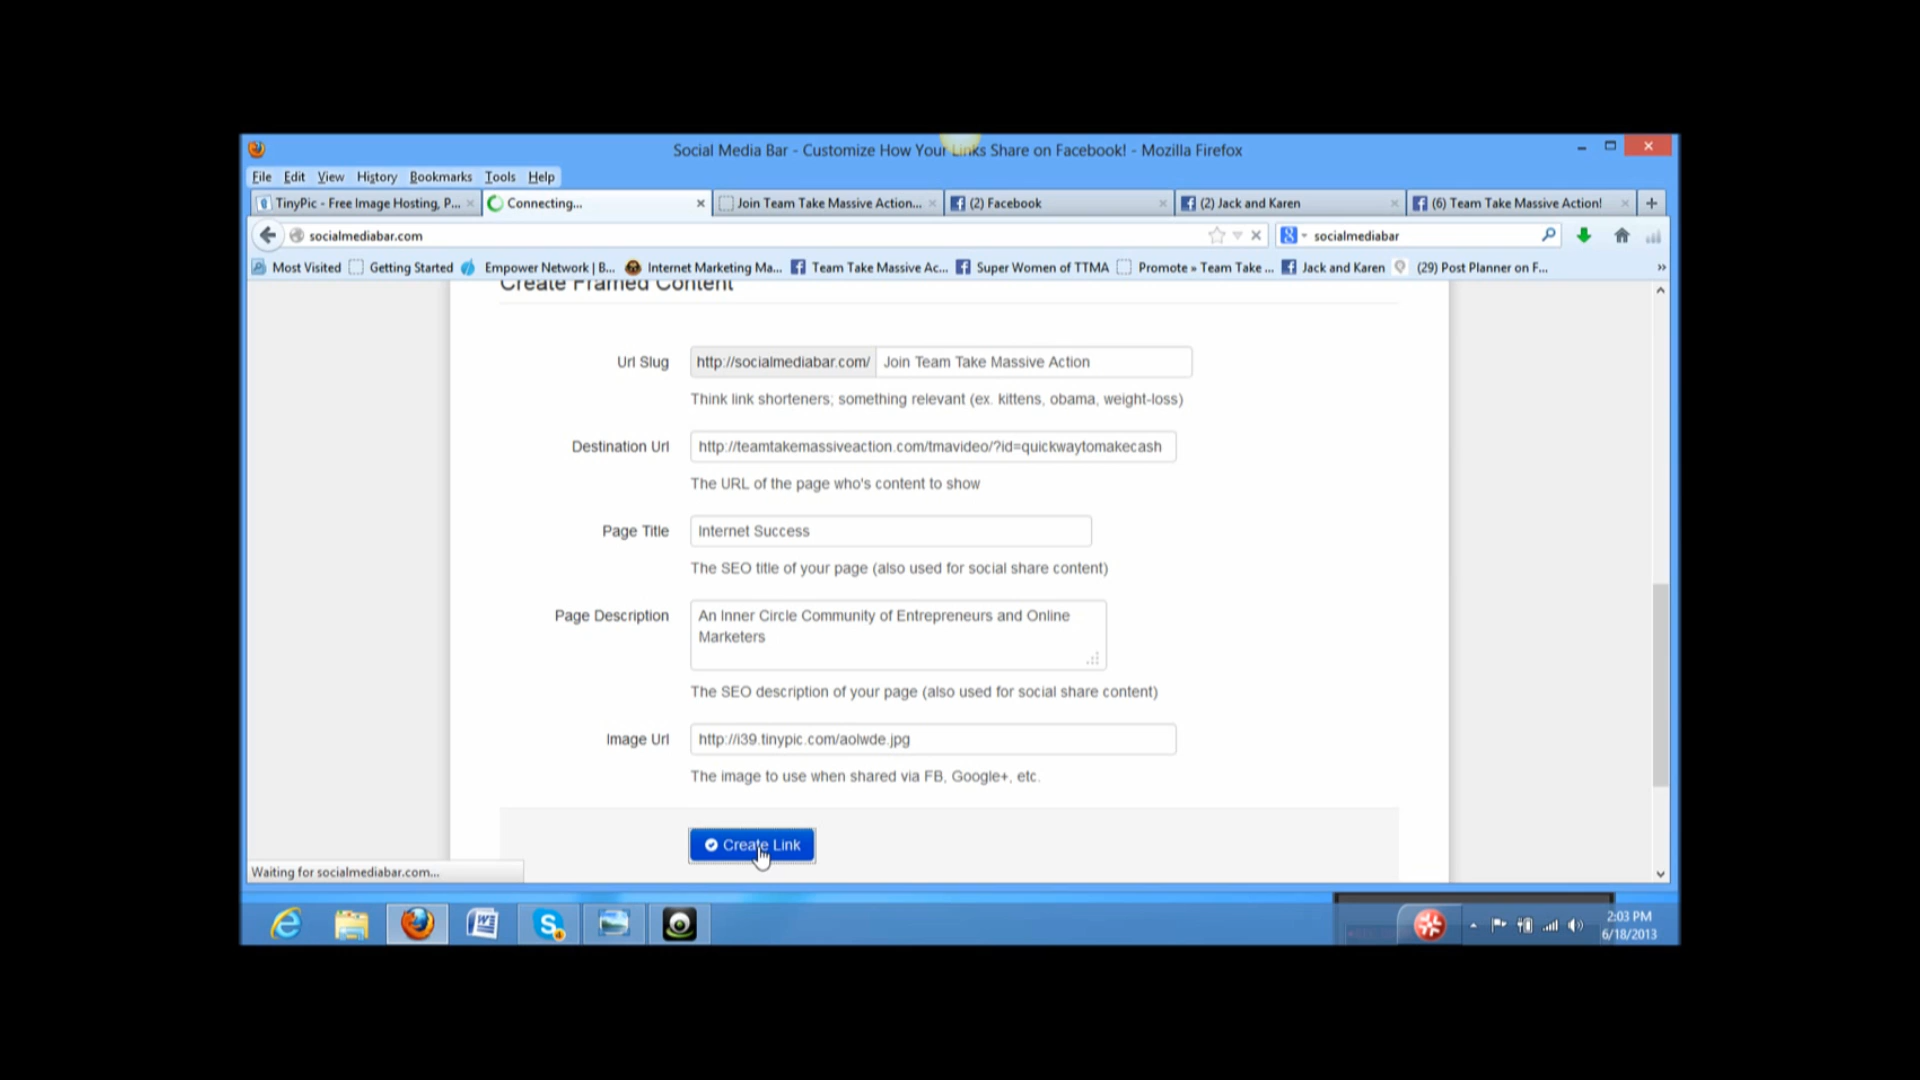 Social Media Bar - Customize How Your Links Share on Facebook! - Mozilla Firefox
File Edit View History Bookmarks Tools Help
TinyPic - Free Image Hosting, P... Connecting... Join Team Take Massive Action... (2) Facebook (2) Jack and Karen (6) Team Take Massive Action!
socialmediabar.com socialmediabar
Most Visited Getting Started Empower Network | B... Internet Marketing Ma... Team Take Massive Ac... Super Women of TTMA Promote » Team Take ... Jack and Karen (29) Post Planner on F... »
Create Framed Content
Url Slug http://socialmediabar.com/ Join Team Take Massive Action
Think link shorteners; something relevant (ex. kittens, obama, weight-loss)
Destination Url http://teamtakemassiveaction.com/tmavideo/?id=quickwaytomakecash
The URL of the page who's content to show
Page Title Internet Success
The SEO title of your page (also used for social share content)
Page Description An Inner Circle Community of Entrepreneurs and Online
Marketers
The SEO description of your page (also used for social share content)
Image Url http://i39.tinypic.com/aolwde.jpg
The image to use when shared via FB, Google+, etc.
Create Link
Waiting for socialmediabar.com...
2:03 PM
6/18/2013